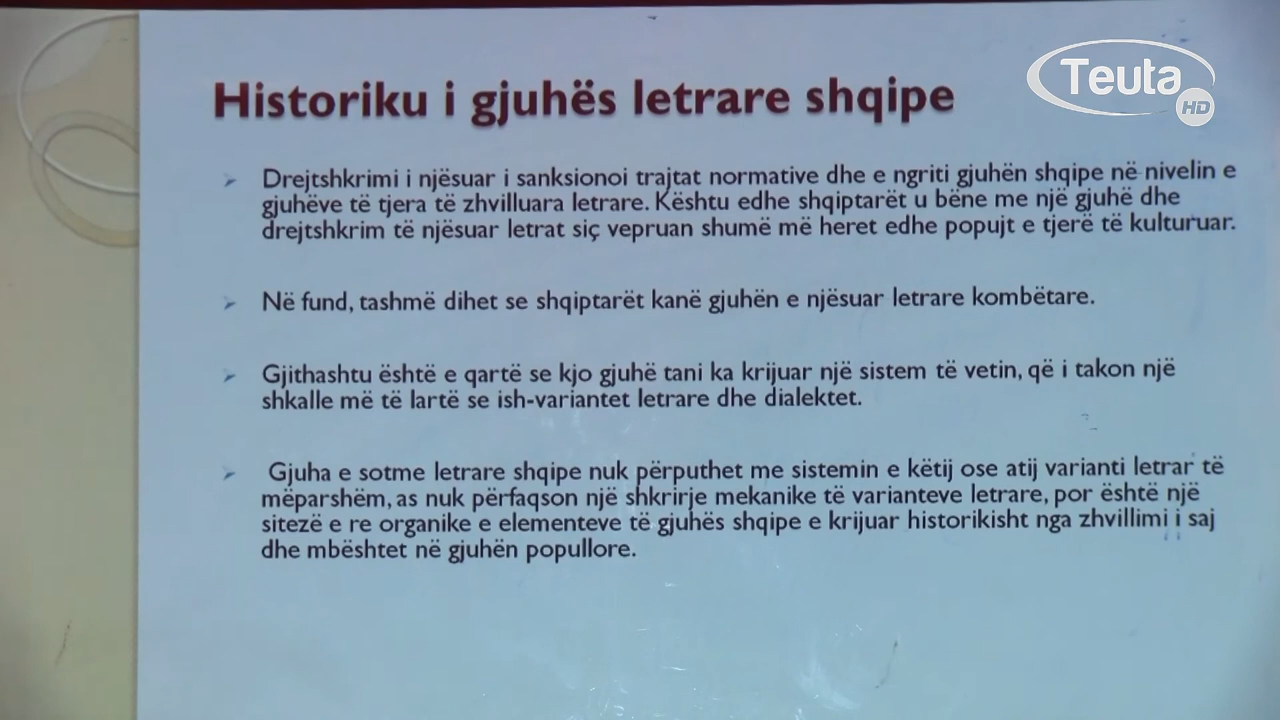 Teuta
HD
Historiku i gjuhës letrare shqipe
Drejtshkrimi i njësuar i sanksionoi trajtat normative dhe e ngriti gjuhën shqipe në nivelin e
gjuhëve të tjera të zhvilluara letrare. Kështu edhe shqiptarët u bëne me një gjuhë dhe
drejtshkrim të njësuar letrat siç vepruan shumë më heret edhe popujt e tjerë të kulturuar.
Në fund, tashmë dihet se shqiptarët kanë gjuhën e njësuar letrare kombëtare.
Gjithashtu është e qartë se kjo gjuhë tani ka krijuar një sistem të vetin, që i takon një
shkalle më të lartë se ish-variantet letrare dhe dialektet.
Gjuha e sotme letrare shqipe nuk përputhet me sistemin e këtij ose atij varianti letrar të
mëparshëm, as nuk përfaqson një shkrirje mekanike të varianteve letrare, por është një
sitezë e re organike e elementeve të gjuhës shqipe e krijuar historikisht nga zhvillimi i saj
dhe mbështet në gjuhën popullore.